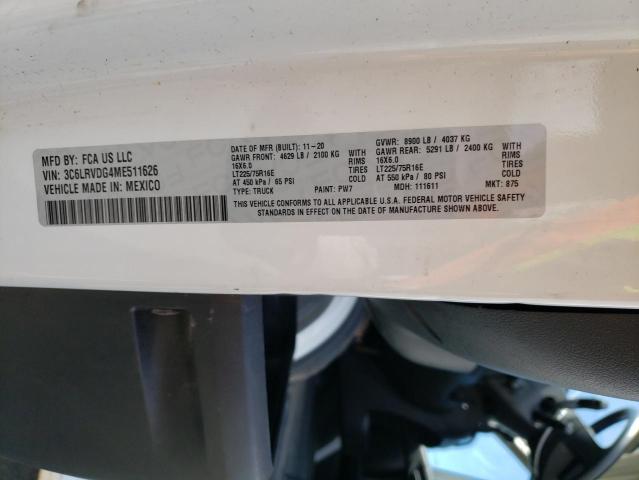 MFD BY: FCA US LLC
VIN: 3C6LRVDG4ME511626
VEHICLE MADE IN: MEXICO
DATE OF MFR (BUILT): 11-20
GAWR FRONT: 4629 LB / 2100 KG WITH
16X6.0 RIMS
LT225/75R16E TIRES
AT 450 kPa / 65 PSI COLD
TYPE: TRUCK PAINT: PW7
GVWR: 8900 LB / 4037 KG
GAWR REAR: 5291 LB / 2400 KG WITH
16X6.0 RIMS
LT225/75R16E TIRES
AT 550 kPa / 80 PSI COLD
MDH: 111611 MKT: 875
THIS VEHICLE CONFORMS TO ALL APPLICABLE U.S.A. FEDERAL MOTOR VEHICLE SAFETY
STANDARDS IN EFFECT ON THE DATE OF MANUFACTURE SHOWN ABOVE.